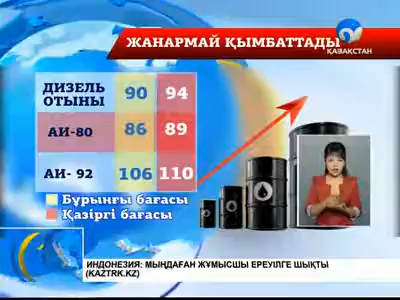 ЖАНАРМАЙ ҚЫМБАТТАДЫ
ҚАЗАҚСТАН
ДИЗЕЛЬ
ОТЫНЫ
90
94
АИ-80
86
89
АИ- 92
106
110
Бұрынғы бағасы
Қазіргі бағасы
ИНДОНЕЗИЯ: МЫҢДАҒАН ЖҰМЫСШЫ ЕРЕУІЛГЕ ШЫҚТЫ
(KAZTRK.KZ)